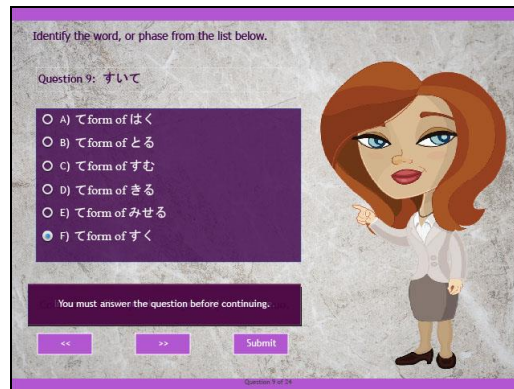 Identify the word, or phase from the list below.
Question 9: すいて
A) てform of はく
B) てform of とる
C) てform of すむ
D) てform of きる
E) てform of みせる
F) てform of すく
You must answer the question before continuing.
<< >> Submit
Question 9 of 24